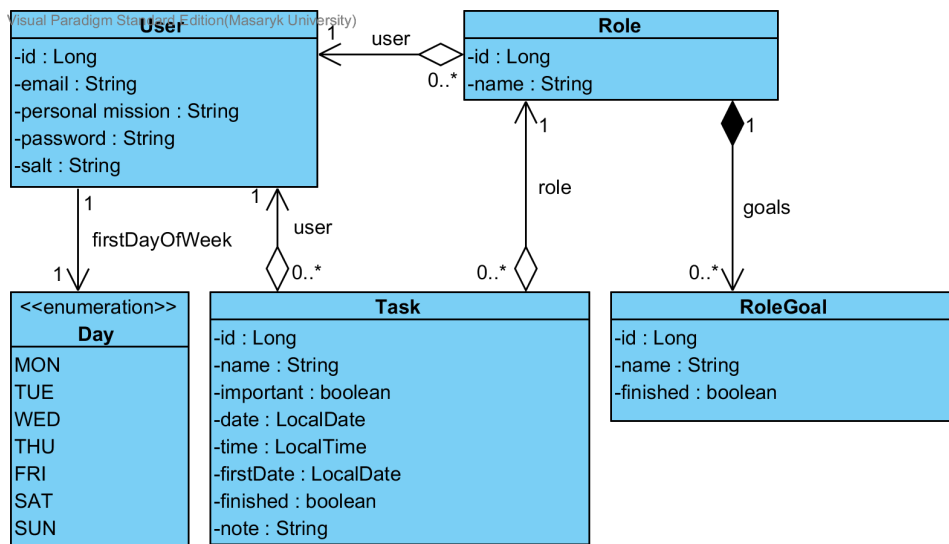 Visual Paradigm Standard Edition(Masaryk University)
User
-id : Long
-email : String
-personal mission : String
-password : String
-salt : String
1
user
0..*
Role
-id : Long
-name : String
1
firstDayOfWeek
1
1
user
0..*
1
role
0..*
1
goals
0..*
<<enumeration>>
Day
MON
TUE
WED
THU
FRI
SAT
SUN
Task
-id : Long
-name : String
-important : boolean
-date : LocalDate
-time : LocalTime
-firstDate : LocalDate
-finished : boolean
-note : String
RoleGoal
-id : Long
-name : String
-finished : boolean